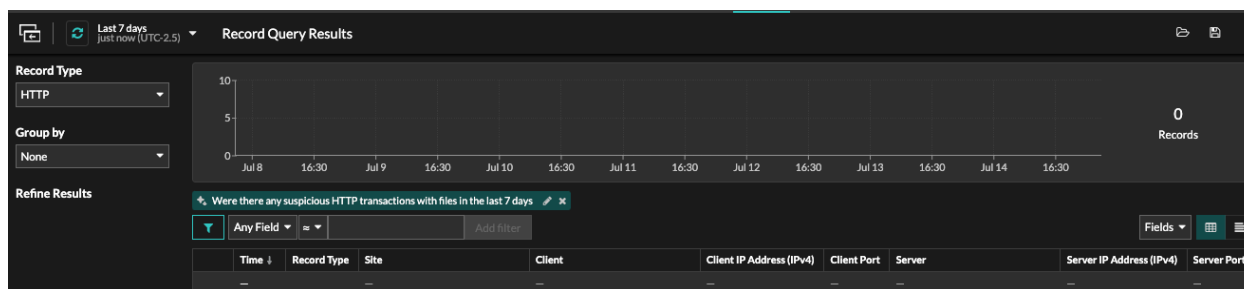 Last 7 days
just now (UTC-2.5)
Record Query Results
Record Type
HTTP
Group by
None
Refine Results
10
5
0
Jul 8 16:30 Jul 9 16:30 Jul 10 16:30 Jul 11 16:30 Jul 12 16:30 Jul 13 16:30 Jul 14 16:30
0
Records
Were there any suspicious HTTP transactions with files in the last 7 days
Any Field ≈ Add filter Fields
Time ↓ Record Type Site Client Client IP Address (IPv4) Client Port Server Server IP Address (IPv4) Server Port
— — — — — — —